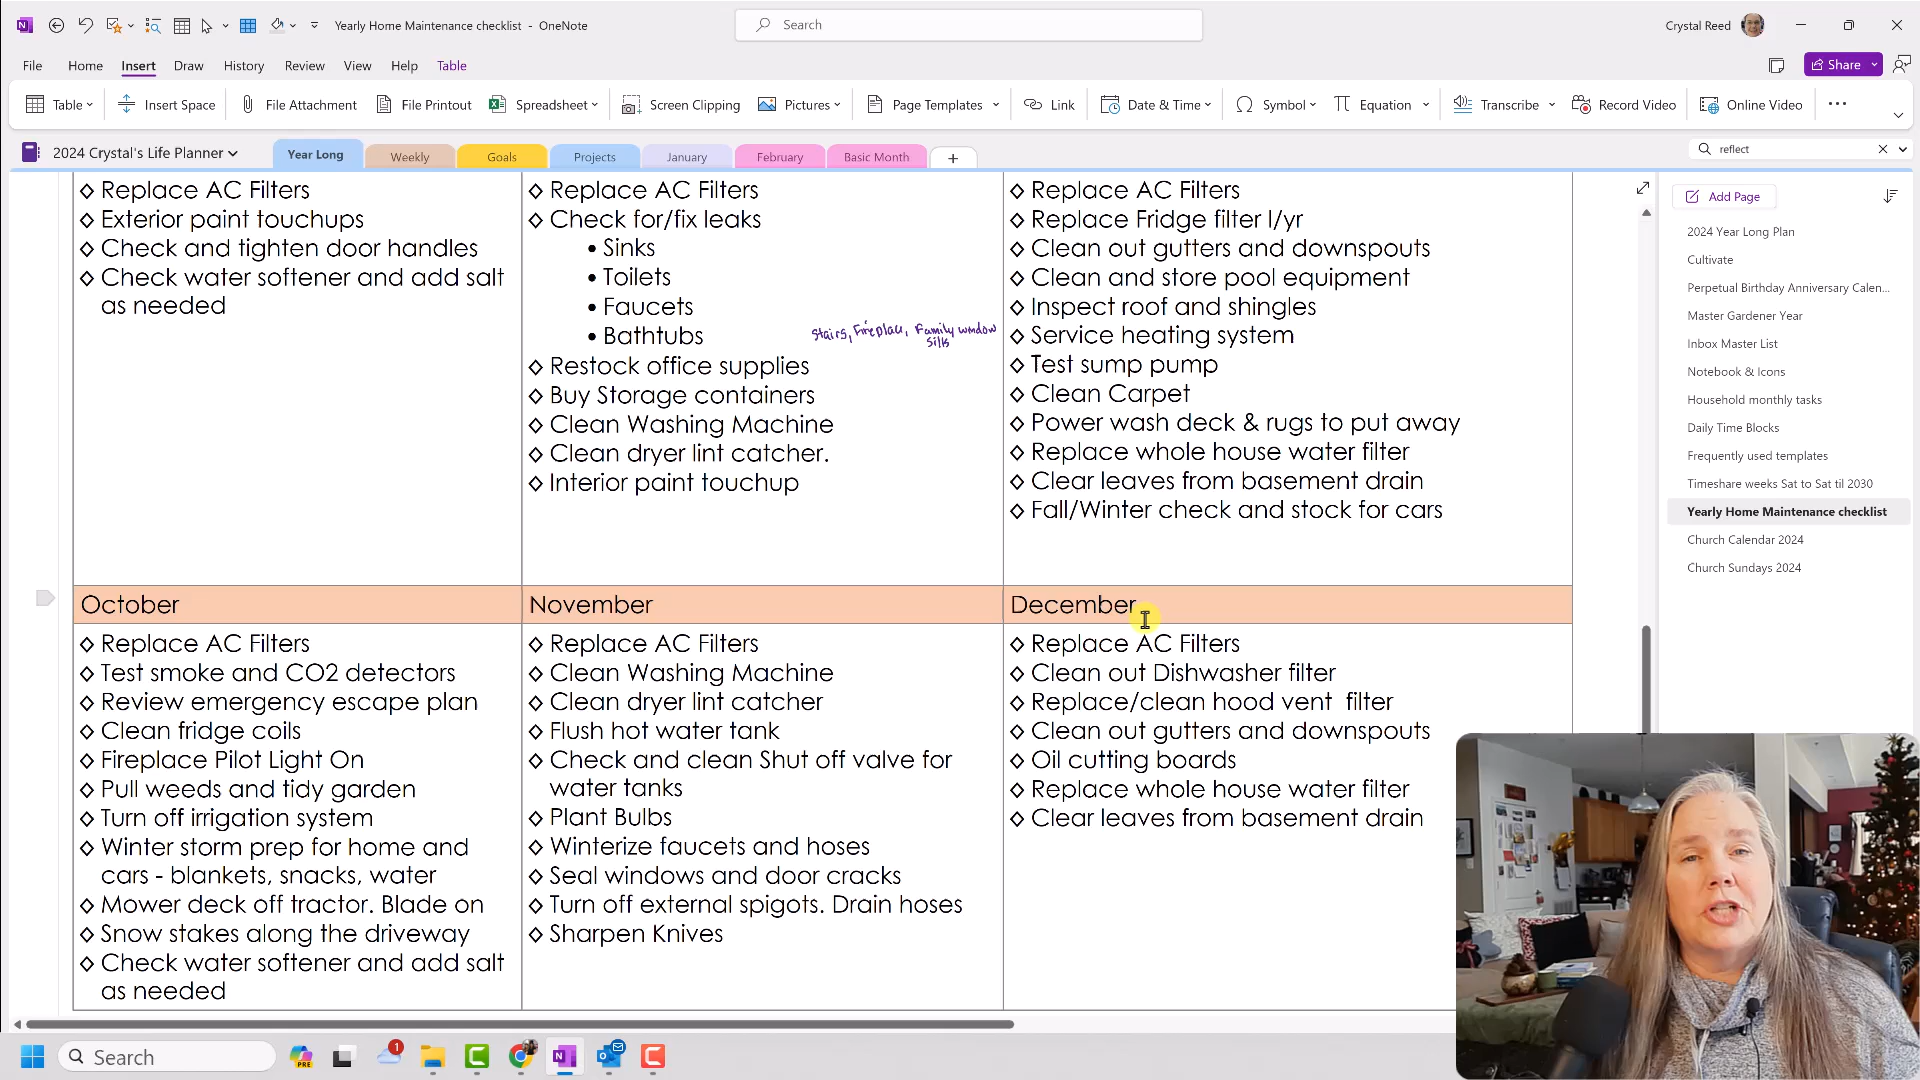 Yearly Home Maintenance checklist - OneNote
Search
Crystal Reed
File Home Insert Draw History Review View Help Table
Share
Table Insert Space File Attachment File Printout Spreadsheet Screen Clipping Pictures Page Templates Link Date & Time Symbol Equation Transcribe Record Video Online Video
2024 Crystal's Life Planner
Year Long Weekly Goals Projects January February Basic Month
reflect
Replace AC Filters
Exterior paint touchups
Check and tighten door handles
Check water softener and add salt
as needed
Replace AC Filters
Check for/fix leaks
Sinks
Toilets
Faucets
Bathtubs
Stairs, Fireplace, Family window
Sills
Restock office supplies
Buy Storage containers
Clean Washing Machine
Clean dryer lint catcher.
Interior paint touchup
Replace AC Filters
Replace Fridge filter 1/yr
Clean out gutters and downspouts
Clean and store pool equipment
Inspect roof and shingles
Service heating system
Test sump pump
Clean Carpet
Power wash deck & rugs to put away
Replace whole house water filter
Clear leaves from basement drain
Fall/Winter check and stock for cars
October
Replace AC Filters
Test smoke and CO2 detectors
Review emergency escape plan
Clean fridge coils
Fireplace Pilot Light On
Pull weeds and tidy garden
Turn off irrigation system
Winter storm prep for home and
cars - blankets, snacks, water
Mower deck off tractor. Blade on
Snow stakes along the driveway
Check water softener and add salt
as needed
November
Replace AC Filters
Clean Washing Machine
Clean dryer lint catcher
Flush hot water tank
Check and clean Shut off valve for
water tanks
Plant Bulbs
Winterize faucets and hoses
Seal windows and door cracks
Turn off external spigots. Drain hoses
Sharpen Knives
December
Replace AC Filters
Clean out Dishwasher filter
Replace/clean hood vent filter
Clean out gutters and downspouts
Oil cutting boards
Replace whole house water filter
Clear leaves from basement drain
Add Page
2024 Year Long Plan
Cultivate
Perpetual Birthday Anniversary Calen...
Master Gardener Year
Inbox Master List
Notebook & Icons
Household monthly tasks
Daily Time Blocks
Frequently used templates
Timeshare weeks Sat to Sat til 2030
Yearly Home Maintenance checklist
Church Calendar 2024
Church Sundays 2024
Search
PRE
1